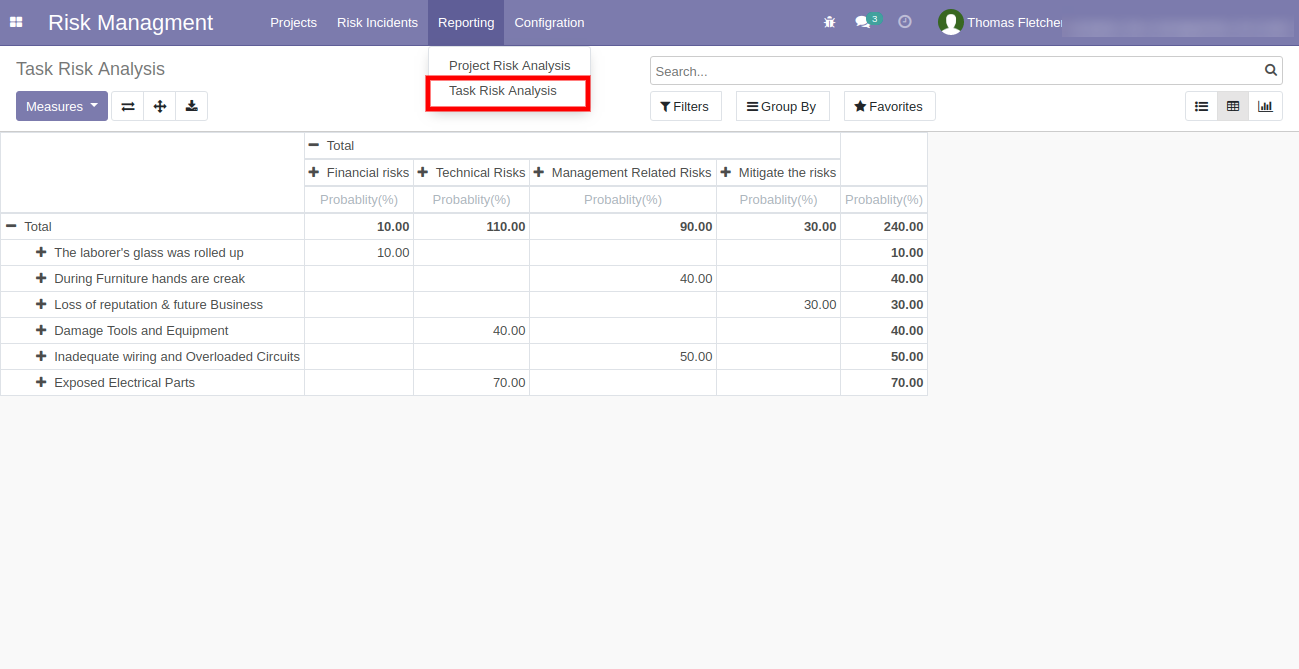 Risk Managment Projects Risk Incidents Reporting Configration 3 Thomas Fletcher
Project Risk Analysis
Task Risk Analysis
Task Risk Analysis
Search...
Measures Filters Group By Favorites
Total
Financial risks Technical Risks Management Related Risks Mitigate the risks
Probablity(%) Probablity(%) Probablity(%) Probablity(%) Probablity(%)
Total 10.00 110.00 90.00 30.00 240.00
The laborer's glass was rolled up 10.00 10.00
During Furniture hands are creak 40.00 40.00
Loss of reputation & future Business 30.00 30.00
Damage Tools and Equipment 40.00 40.00
Inadequate wiring and Overloaded Circuits 50.00 50.00
Exposed Electrical Parts 70.00 70.00